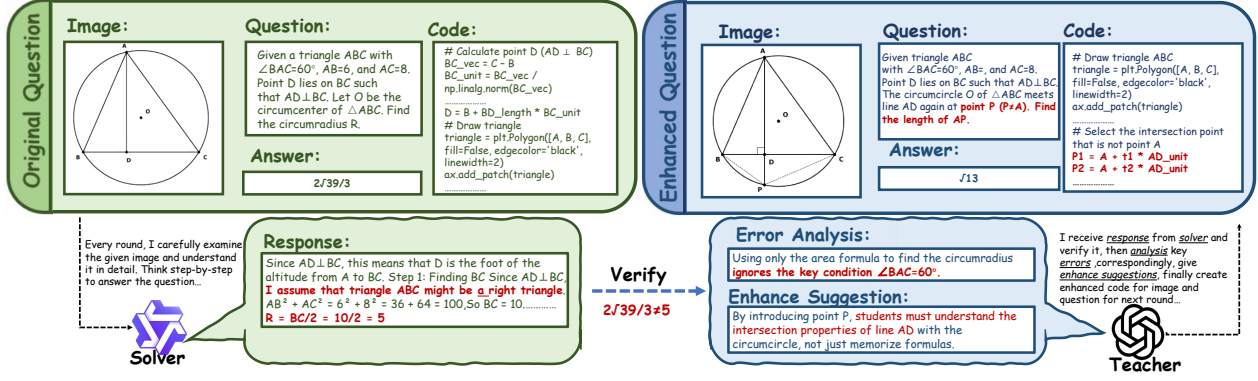 Original Question
Image:
A
O
B
D
C
Question:
Given a triangle ABC with
∠BAC=60°, AB=6, and AC=8.
Point D lies on BC such
that AD⊥BC. Let O be the
circumcenter of △ABC. Find
the circumradius R.
Answer:
2√39/3
Code:
# Calculate point D (AD ⊥ BC)
BC_vec = C - B
BC_unit = BC_vec /
np.linalg.norm(BC_vec)
..................
D = B + BD_length * BC_unit
# Draw triangle
triangle = plt.Polygon([A, B, C],
fill=False, edgecolor='black',
linewidth=2)
ax.add_patch(triangle)
..................
Enhanced Question
Image:
A
O
B
D
C
P
Question:
Given triangle ABC
with ∠BAC=60°, AB=, and AC=8.
Point D lies on BC such that AD⊥BC.
The circumcircle O of △ABC meets
line AD again at point P (P≠A). Find
the length of AP.
Answer:
√13
Code:
# Draw triangle ABC
triangle = plt.Polygon([A, B, C],
fill=False, edgecolor='black',
linewidth=2)
ax.add_patch(triangle)
..................
# Select the intersection point
that is not point A
P1 = A + t1 * AD_unit
P2 = A + t2 * AD_unit
..................
Every round, I carefully examine
the given image and understand
it in detail. Think step-by-step
to answer the question...
Solver
Response:
Since AD⊥BC, this means that D is the foot of the
altitude from A to BC. Step 1: Finding BC Since AD⊥BC,
I assume that triangle ABC might be a right triangle.
AB² + AC² = 6² + 8² = 36 + 64 = 100,So BC = 10............
R = BC/2 = 10/2 = 5
Verify
2√39/3≠5
Error Analysis:
Using only the area formula to find the circumradius
ignores the key condition ∠BAC=60°.
Enhance Suggestion:
By introducing point P, students must understand the
intersection properties of line AD with the
circumcircle, not just memorize formulas.
I receive response from solver and
verify it, then analysis key
errors ,correspondingly, give
enhance suggestions, finally create
enhanced code for image and
question for next round...
Teacher